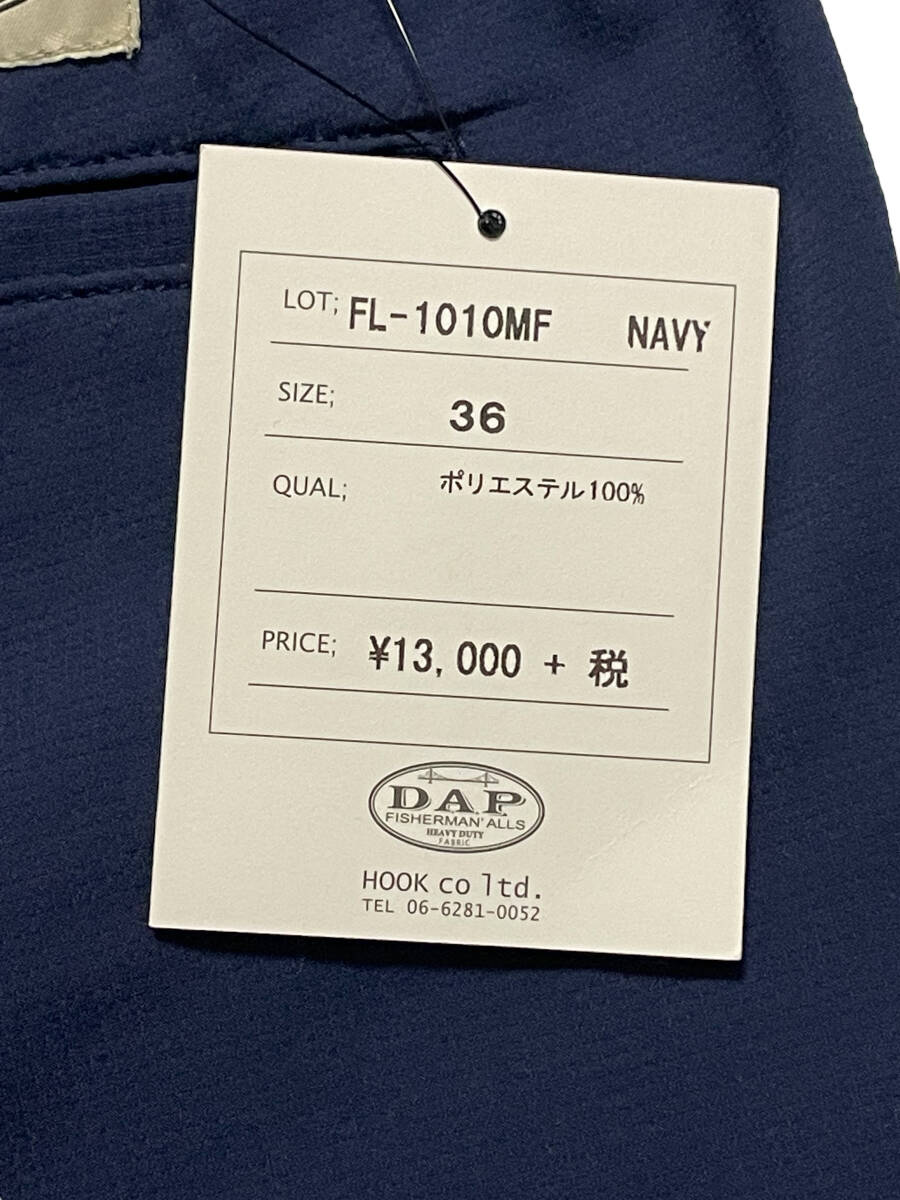 LOT; FL-1010MF NAVY
SIZE; 36
QUAL; ポリエステル100%
PRICE; ¥13,000 + 税
D.A.P
FISHERMAN'ALLS
HEAVY DUTY
FABRIC
HOOK co ltd.
TEL 06-6281-0052